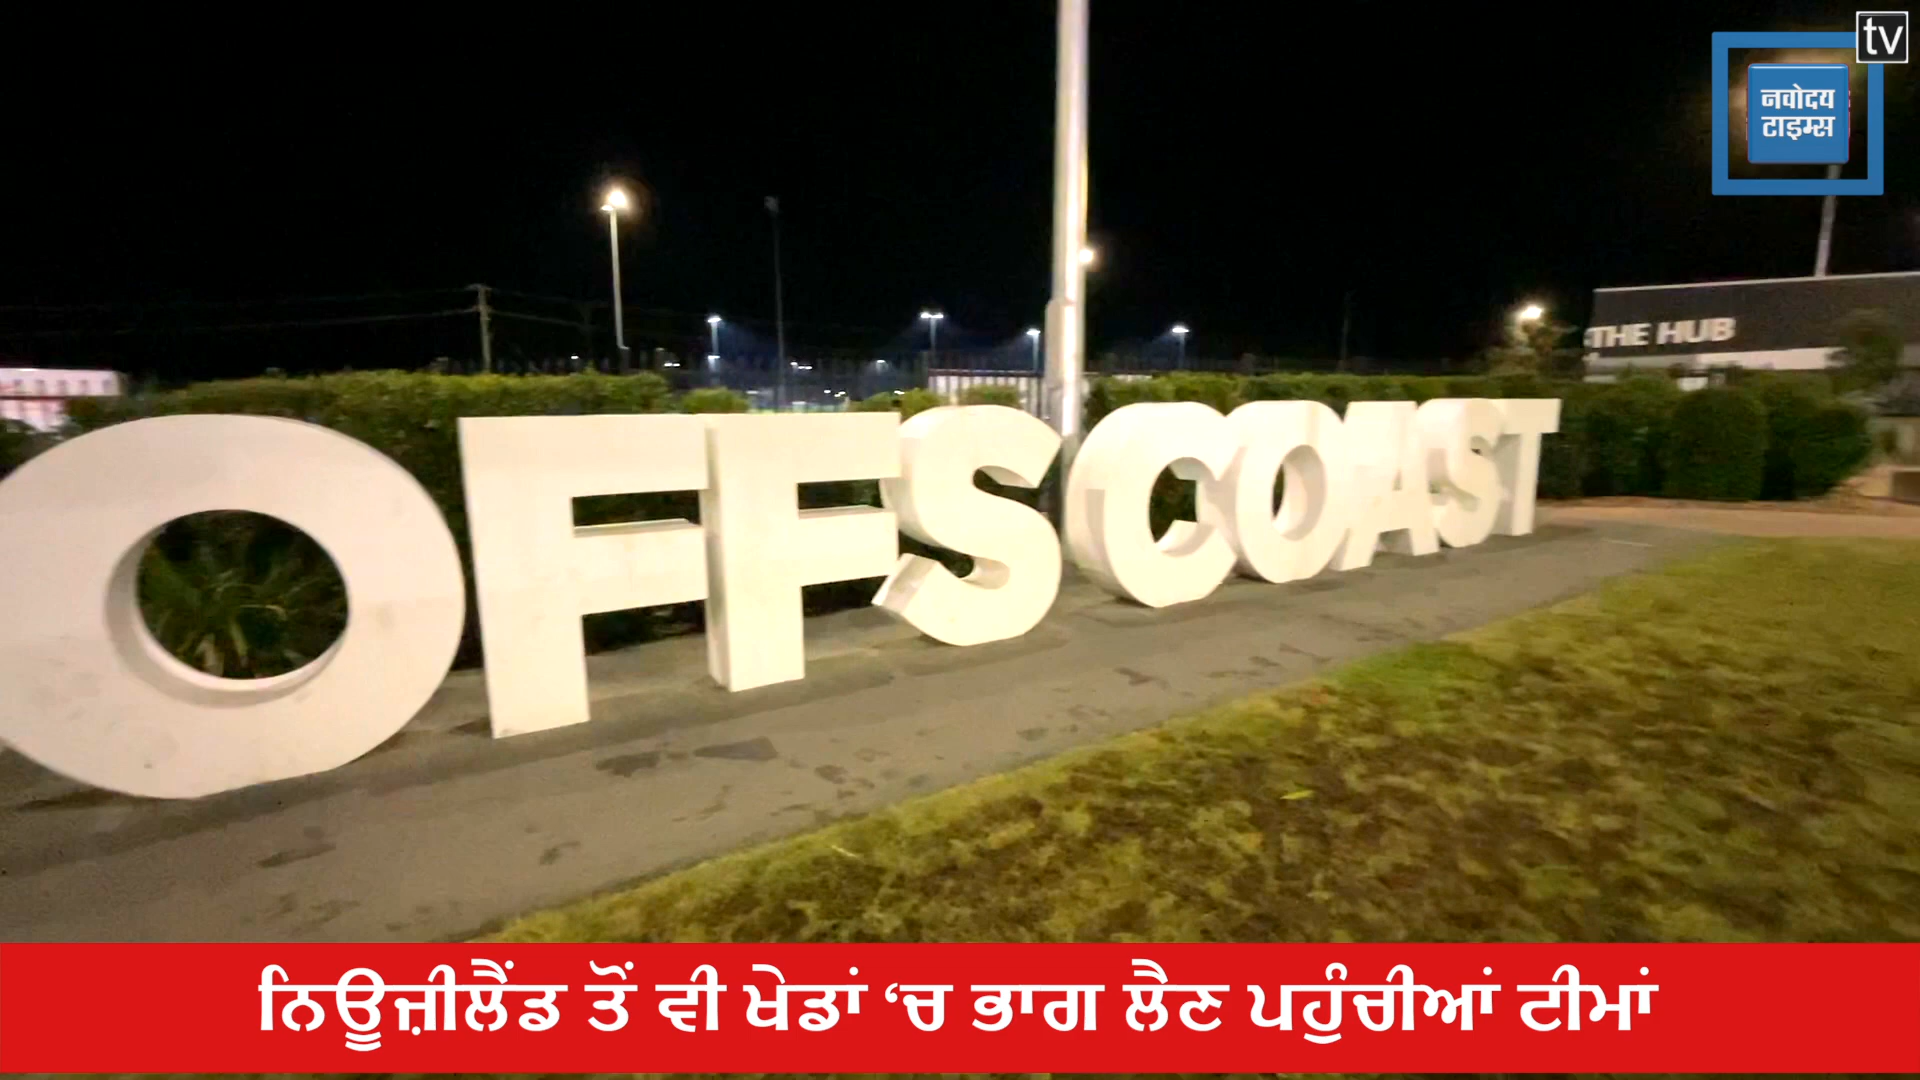 tv
नवोदय
टाइम्स
THE HUB
OFFS COAST
ਨਿਊਜ਼ੀਲੈਂਡ ਤੋਂ ਵੀ ਖੇਡਾਂ ‘ਚ ਭਾਗ ਲੈਣ ਪਹੁੰਚੀਆਂ ਟੀਮਾਂ